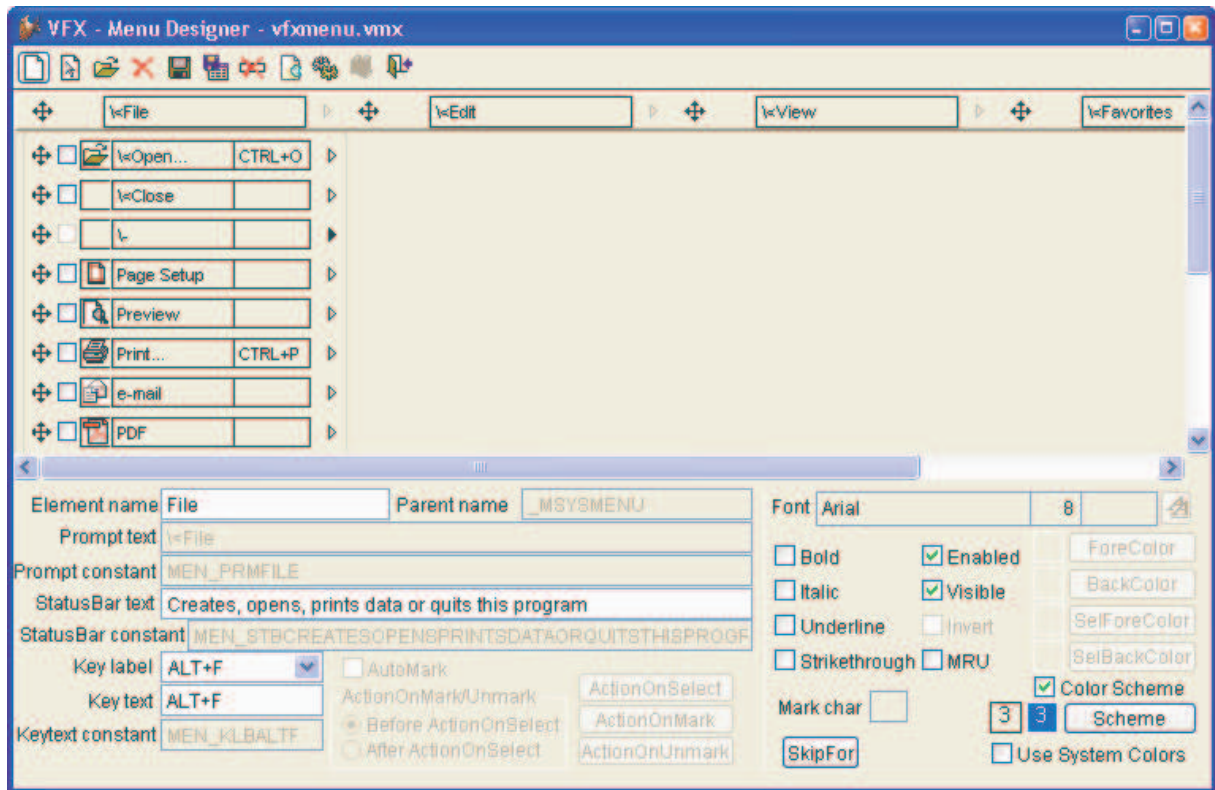 VFX - Menu Designer - vfxmenu.vmx
\<File \<Edit \<View \<Favorites
\<Open... CTRL+O
\<Close
\-
Page Setup
Preview
Print... CTRL+P
e-mail
PDF
Element name File Parent name _MSYSMENU Font Arial 8
Prompt text \<File
Prompt constant MEN_PRMFILE
StatusBar text Creates, opens, prints data or quits this program
StatusBar constant MEN_STBCREATESOPENSPRINTSDATAORQUITSTHISPROGF
Key label ALT+F
Key text ALT+F
Keytext constant MEN_KLBALTF
AutoMark
ActionOnMark/Unmark
Before ActionOnSelect
After ActionOnSelect
ActionOnSelect
ActionOnMark
ActionOnUnmark
Bold Enabled ForeColor
Italic Visible BackColor
Underline Invert SelForeColor
Strikethrough MRU SelBackColor
Color Scheme
Mark char 3 3 Scheme
SkipFor Use System Colors